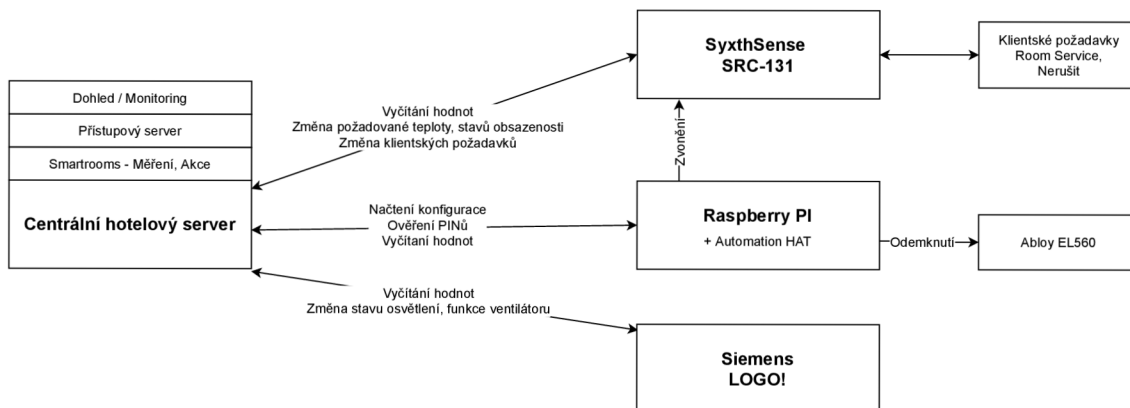 Dohled / Monitoring
Přístupový server
Smartrooms - Měření, Akce
Centrální hotelový server
Vyčítání hodnot
Změna požadované teploty, stavů obsazenosti
Změna klientských požadavků
Načtení konfigurace
Ověření PINů
Vyčítaní hodnot
Vyčítání hodnot
Změna stavu osvětlení, funkce ventilátoru
SyxthSense
SRC-131
Zvonění
Raspberry PI
+ Automation HAT
Siemens
LOGO!
Klientské požadavky
Room Service,
Nerušit
Odemknutí
Abloy EL560